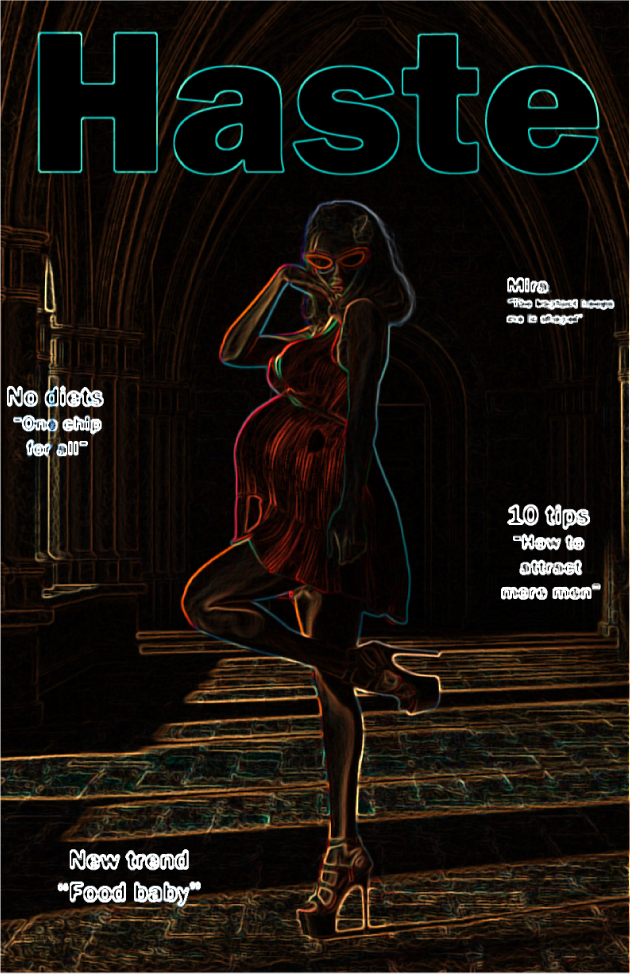 Haste
Mira
No diets
"One chip
for all"
10 tips
"How to
attract
more men"
New trend
"Food baby"